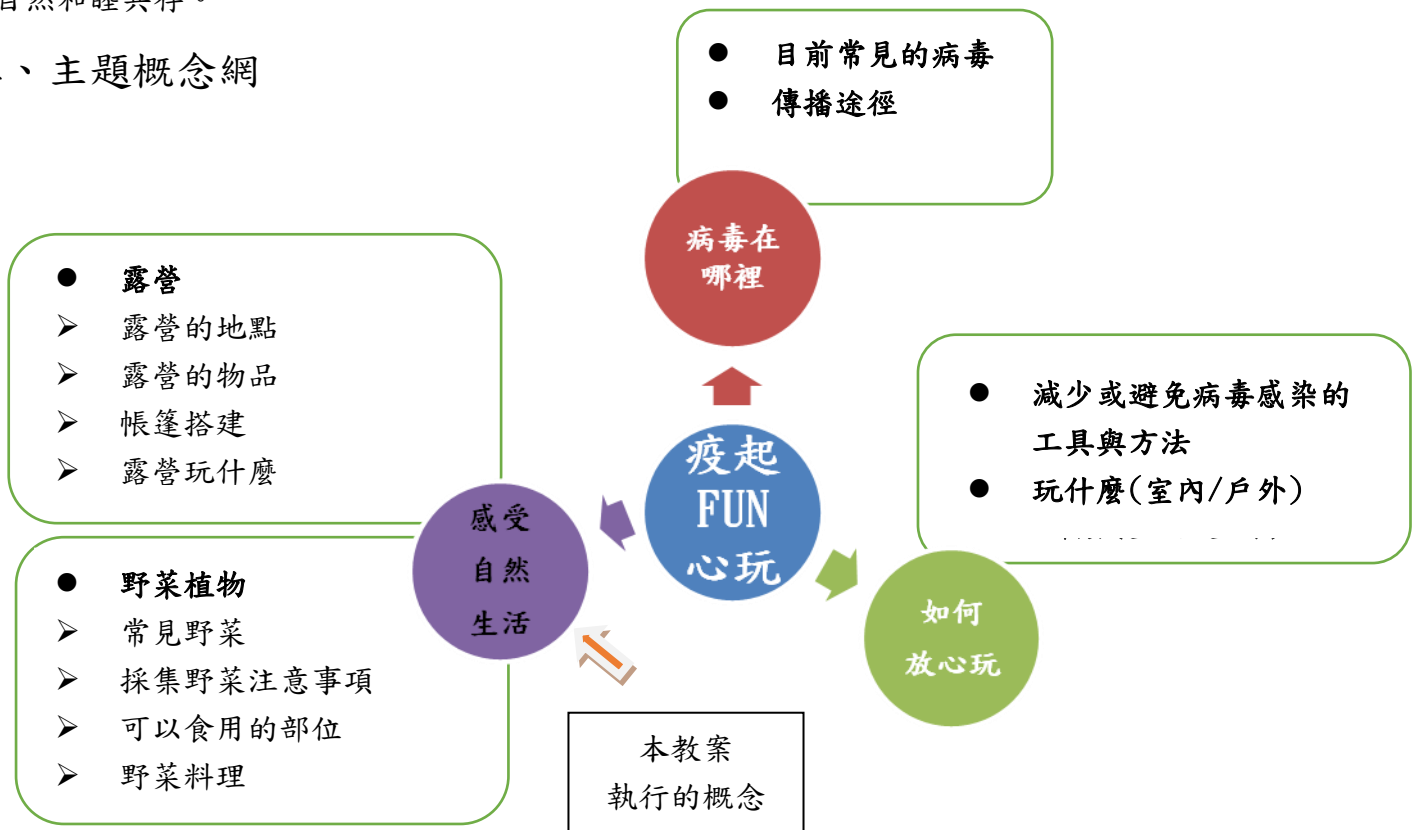 自然和睦共存。
、主題概念網
● 目前常見的病毒
● 傳播途徑
病毒在
哪裡
● 露營
➢ 露營的地點
➢ 露營的物品
➢ 帳篷搭建
➢ 露營玩什麼
● 減少或避免病毒感染的
工具與方法
● 玩什麼(室內/戶外)
疫起
FUN
心玩
感受
自然
生活
● 野菜植物
➢ 常見野菜
➢ 採集野菜注意事項
➢ 可以食用的部位
➢ 野菜料理
如何
放心玩
本教案
執行的概念